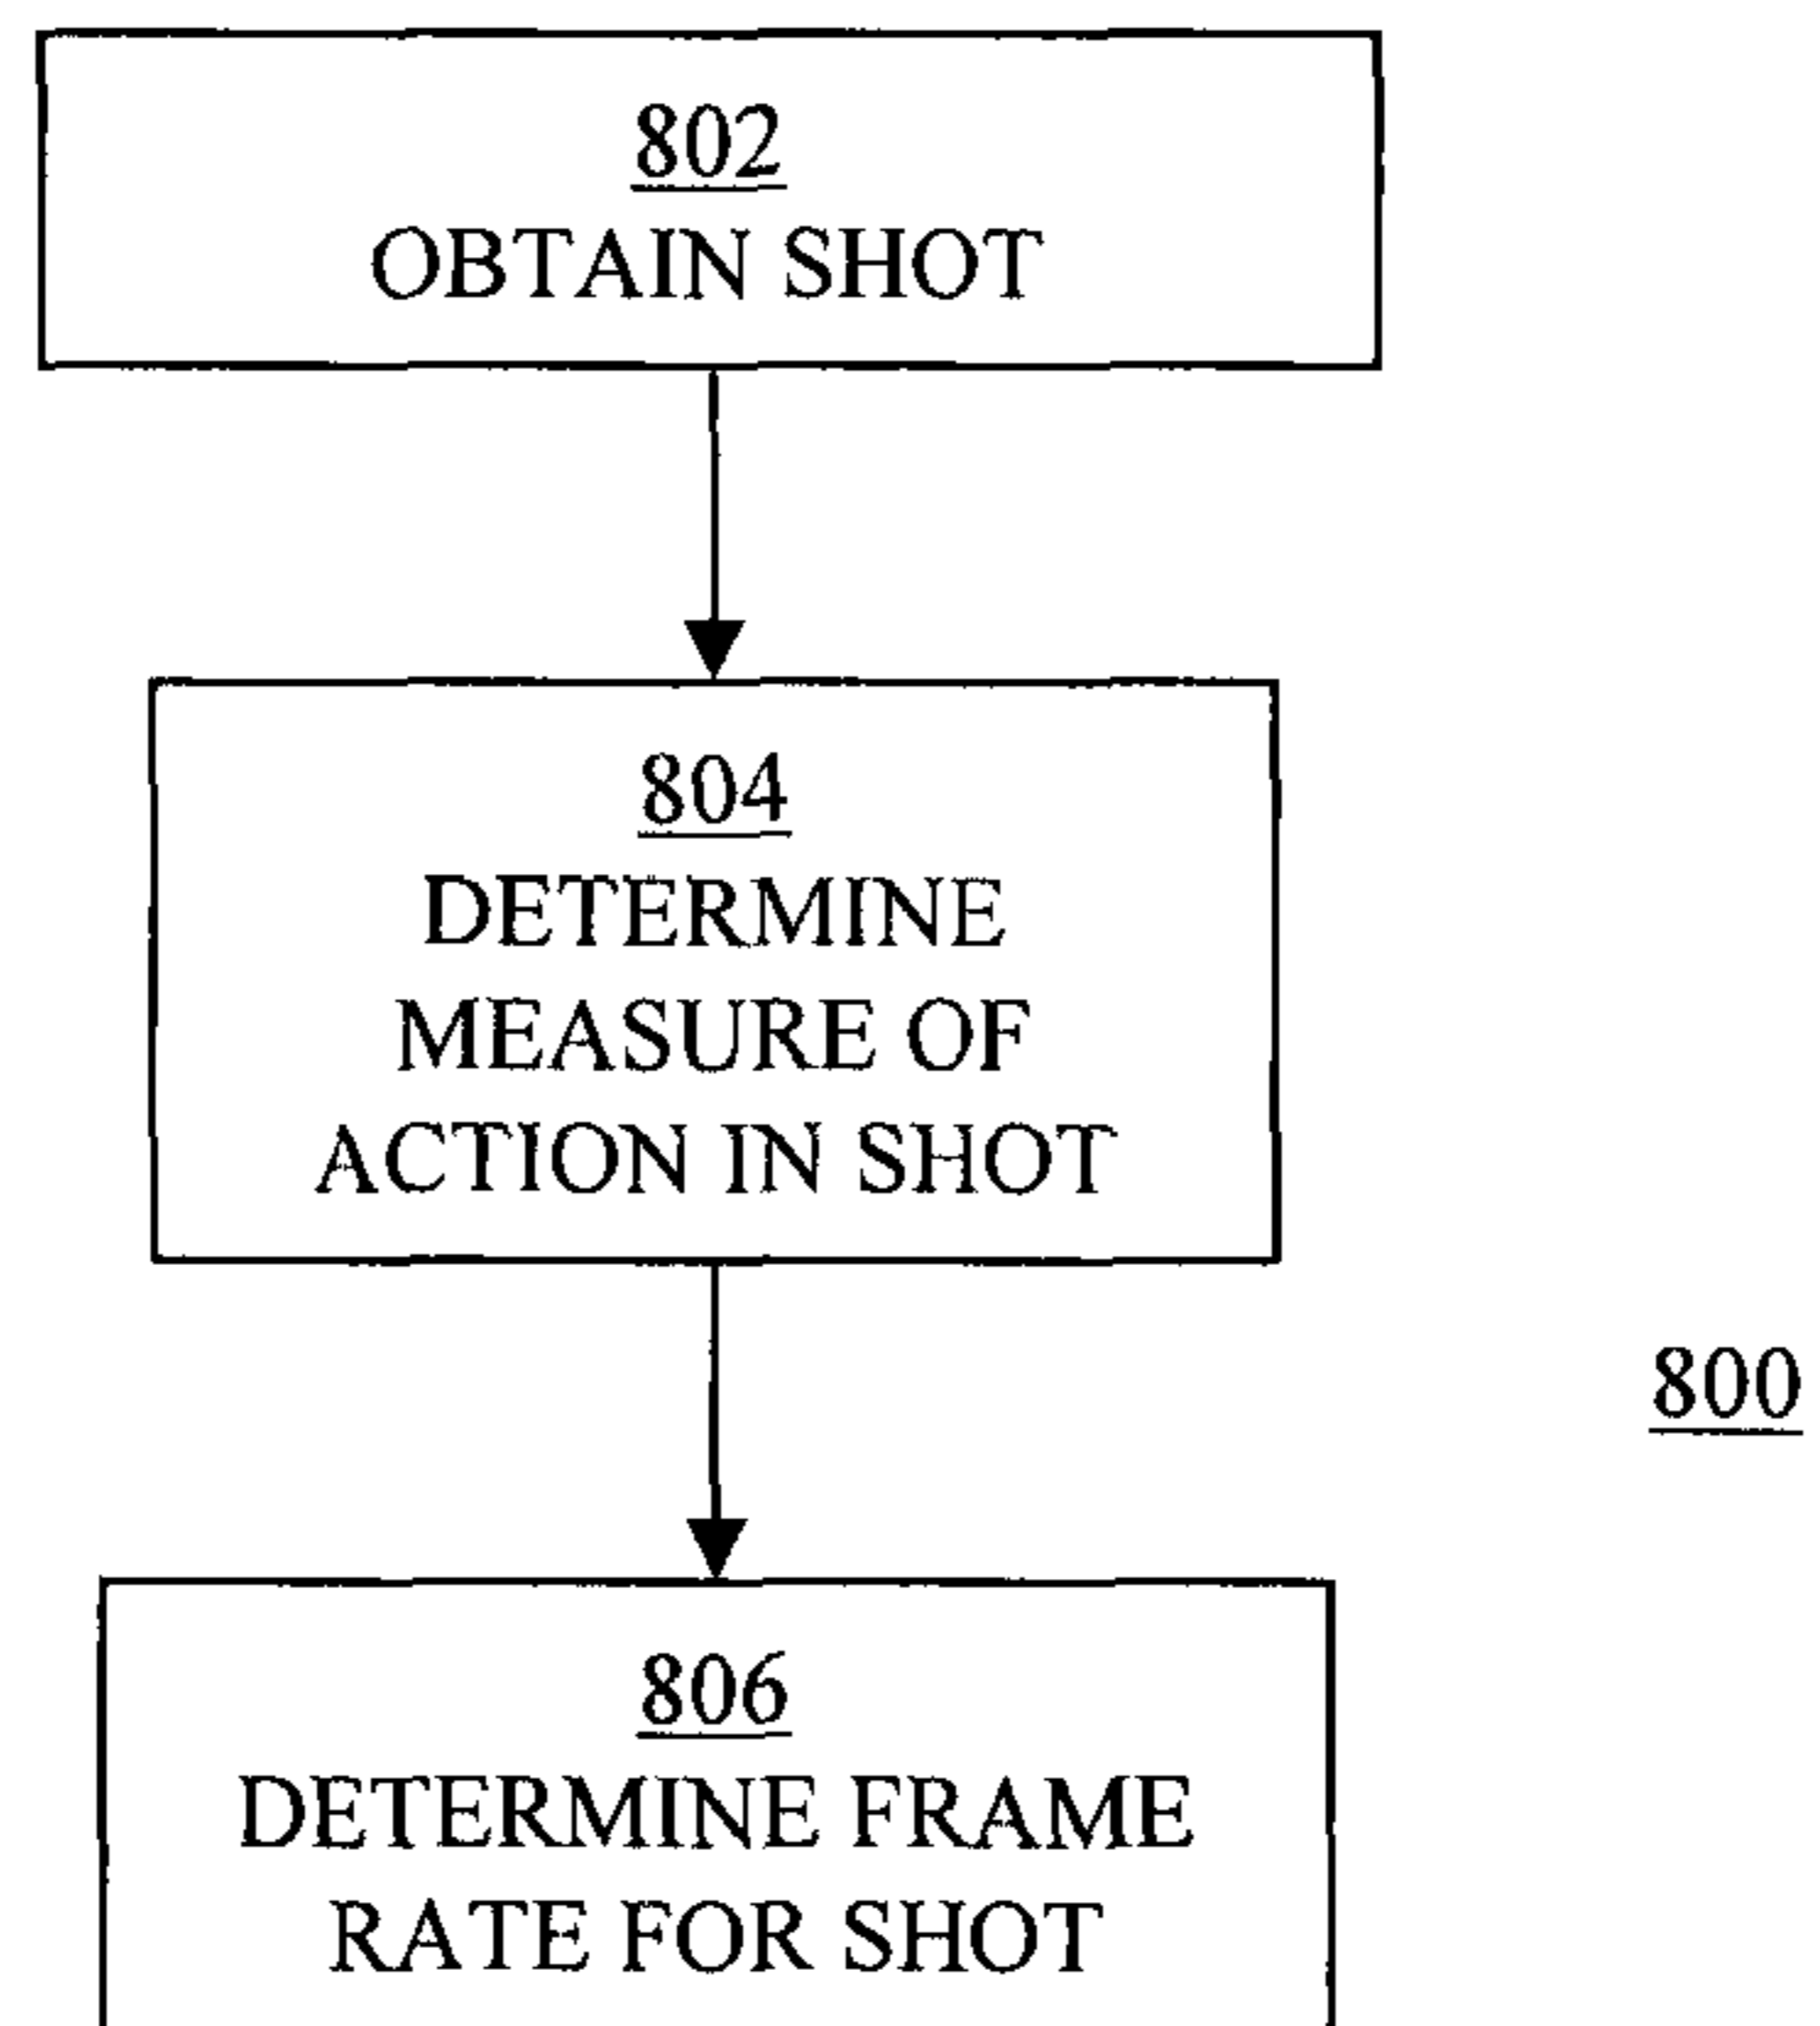 802
OBTAIN SHOT
804
DETERMINE
MEASURE OF
ACTION IN SHOT
800
806
DETERMINE FRAME
RATE FOR SHOT